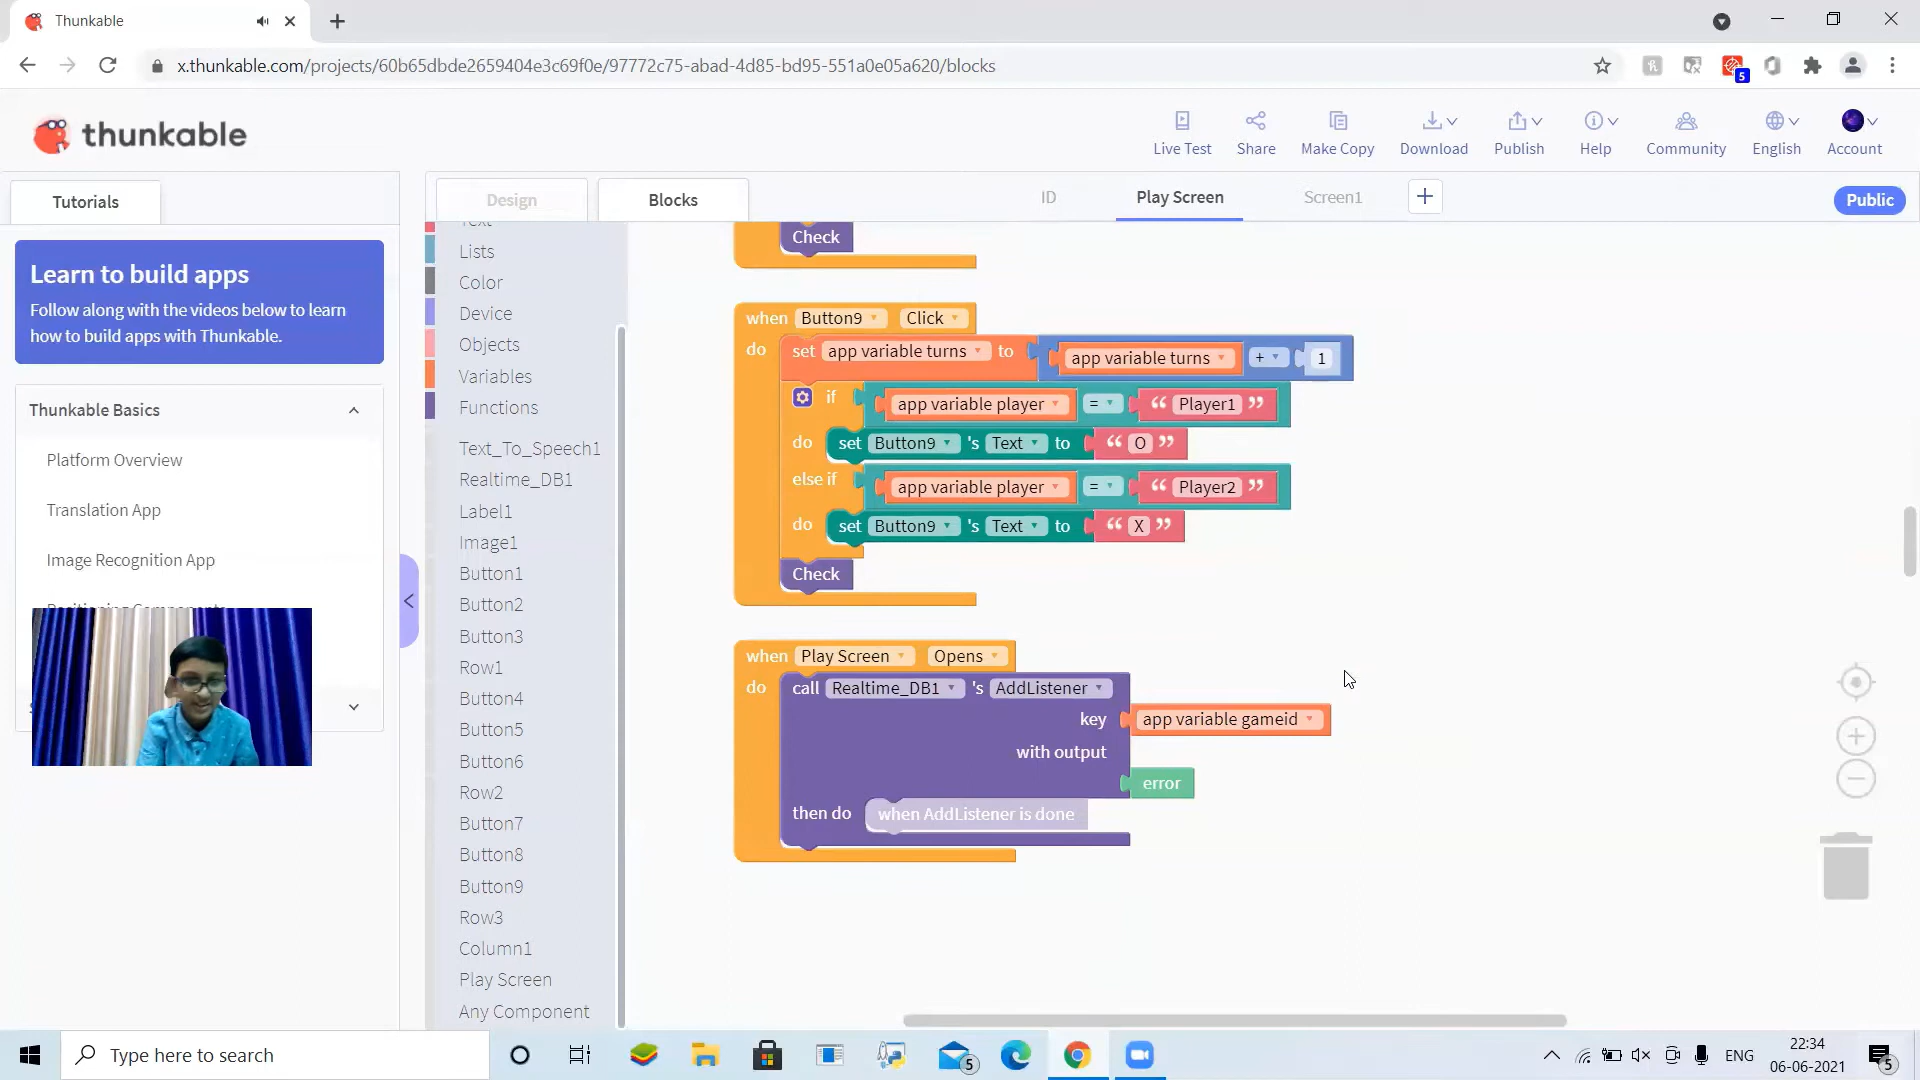 Thunkable
x.thunkable.com/projects/60b65dbde2659404e3c69f0e/97772c75-abad-4d85-bd95-551a0e05a620/blocks
5
thunkable
Live Test
Share
Make Copy
Download
Publish
Help
Community
English
Account
Tutorials
Design
Blocks
ID
Play Screen
Screen1
Public
Learn to build apps
Follow along with the videos below to learn
how to build apps with Thunkable.
Thunkable Basics
Platform Overview
Translation App
Image Recognition App
Text
Lists
Color
Device
Objects
Variables
Functions
Text_To_Speech1
Realtime_DB1
Label1
Image1
Button1
Button2
Button3
Row1
Button4
Button5
Button6
Row2
Button7
Button8
Button9
Row3
Column1
Play Screen
Any Component
Check
when Button9 Click
do set app variable turns to app variable turns + 1
if app variable player = “ Player1 ”
do set Button9 's Text to “ O ”
else if app variable player = “ Player2 ”
do set Button9 's Text to “ X ”
Check
when Play Screen Opens
do call Realtime_DB1 's AddListener
key app variable gameid
with output
error
then do when AddListener is done
Type here to search
5
ENG
22:34
06-06-2021
5